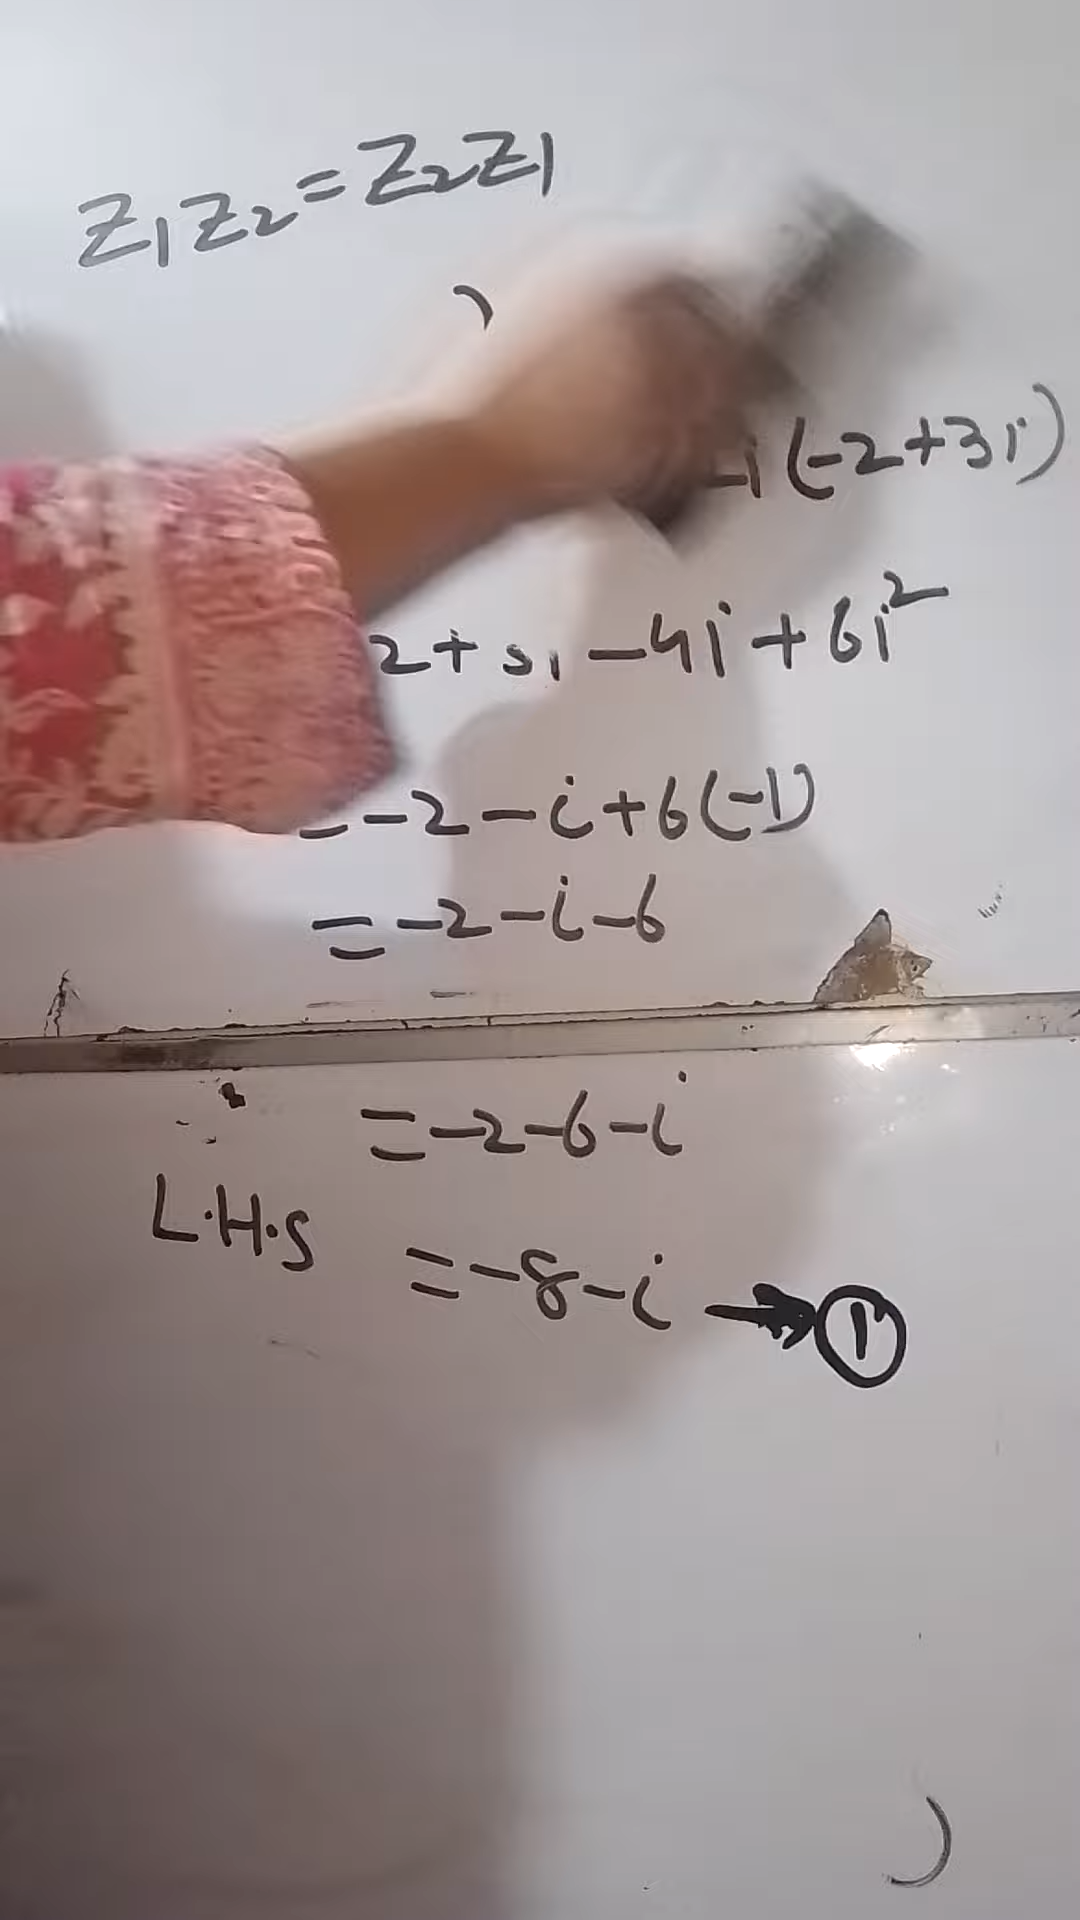 Z₁Z₂=Z₂Z₁
i(-2+3i)
2+3i-4i+6i²
=-2-i+6(-1)
=-2-i-6
∴ =-2-6-i
L.H.S =-8-i → ①